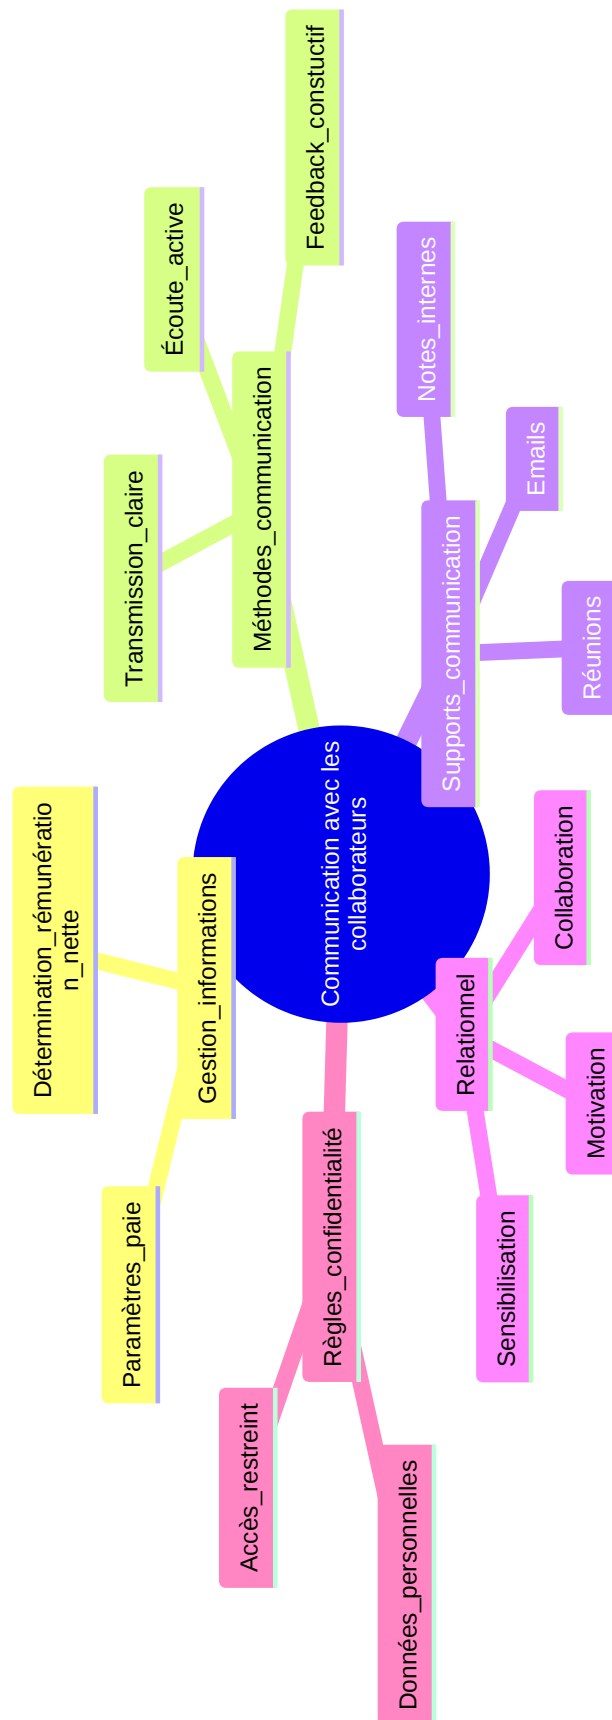 Communication avec les
collaborateurs
Gestion_informations
Paramètres_paie
Détermination_rémunératio
n_nette
Méthodes_communication
Transmission_claire
Écoute_active
Feedback_constuctif
Supports_communication
Notes_internes
Emails
Réunions
Relationnel
Sensibilisation
Motivation
Collaboration
Règles_confidentialité
Accès_restreint
Données_personnelles